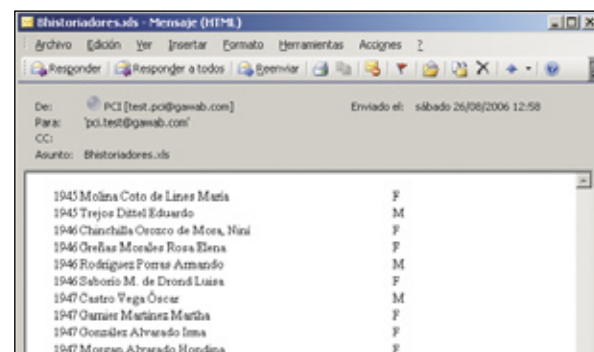 8historiadores.xls - Mensaje (HTML)
Archivo Edición Ver Insertar Formato Herramientas Acciones ?
Responder Responder a todos Reenviar
De: PCI [test.pci@gawab.com] Enviado el: sábado 26/08/2006 12:58
Para: 'pci.test@gawab.com'
CC:
Asunto: 8historiadores.xls
1945 Molina Coto de Lines María F
1945 Trejos Dittel Eduardo M
1946 Chinchilla Orozco de Mora, Nini F
1946 Greñas Morales Rosa Elena F
1946 Rodríguez Porras Armando M
1946 Saborío M. de Drond Luisa F
1947 Castro Vega Óscar M
1947 Garnier Martínez Martha F
1947 González Alvarado Irma F
1947 Morgan Alvarado Hondina F